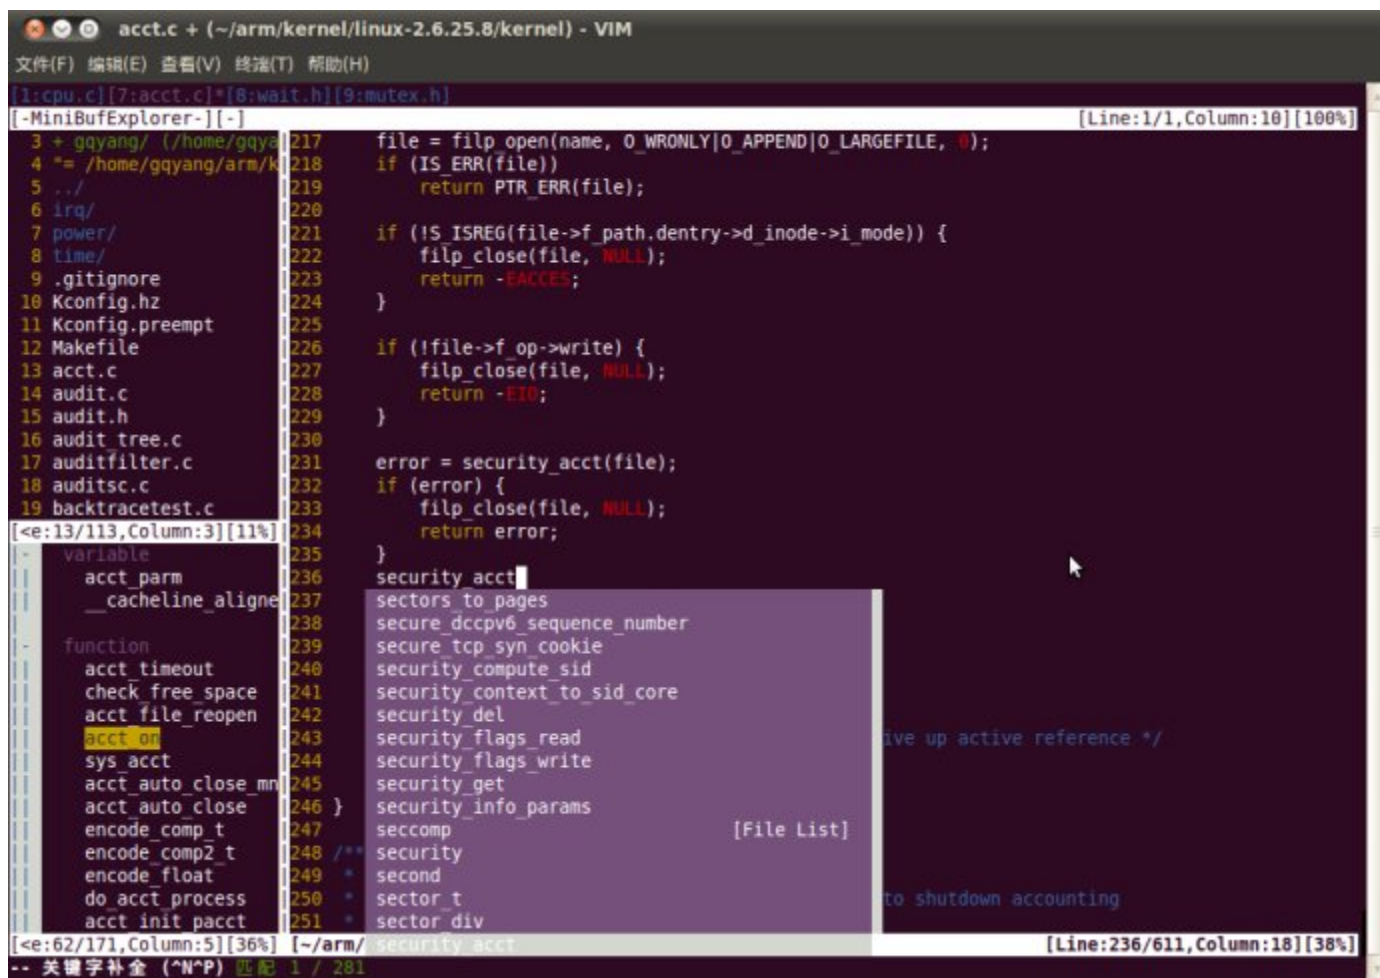 acct.c + (~/arm/kernel/linux-2.6.25.8/kernel) - VIM
文件(F) 编辑(E) 查看(V) 终端(T) 帮助(H)
[1:cpu.c][7:acct.c]*[8:wait.h][9:mutex.h]
[-MiniBufExplorer-][-] [Line:1/1,Column:10][100%]
3 + gqyang/ (/home/gqya
4 "= /home/gqyang/arm/k
5 ../
6 irq/
7 power/
8 time/
9 .gitignore
10 Kconfig.hz
11 Kconfig.preempt
12 Makefile
13 acct.c
14 audit.c
15 audit.h
16 audit_tree.c
17 auditfilter.c
18 auditsc.c
19 backtracetest.c
[<e:13/113,Column:3][11%]
|- variable
|| acct_parm
|| __cacheline_aligne
|
|- function
|| acct_timeout
|| check_free_space
|| acct_file_reopen
|| acct_on
|| sys_acct
|| acct_auto_close_mn
|| acct_auto_close
|| encode_comp_t
|| encode_comp2_t
|| encode_float
|| do_acct_process
|| acct_init_pacct
[<e:62/171,Column:5][36%]
217 file = filp_open(name, O_WRONLY|O_APPEND|O_LARGEFILE, 0);
218 if (IS_ERR(file))
219 return PTR_ERR(file);
220
221 if (!S_ISREG(file->f_path.dentry->d_inode->i_mode)) {
222 filp_close(file, NULL);
223 return -EACCES;
224 }
225
226 if (!file->f_op->write) {
227 filp_close(file, NULL);
228 return -EIO;
229 }
230
231 error = security_acct(file);
232 if (error) {
233 filp_close(file, NULL);
234 return error;
235 }
236 security_acct
237 sectors_to_pages
238 secure_dccpv6_sequence_number
239 secure_tcp_syn_cookie
240 security_compute_sid
241 security_context_to_sid_core
242 security_del
243 security_flags_read ive up active reference */
244 security_flags_write
245 security_get
246 } security_info_params
247 seccomp [File List]
248 /** security
249 * second
250 * sector_t to shutdown accounting
251 * sector_div
[~/arm/ security_acct [Line:236/611,Column:18][38%]
-- 关键字补全 (^N^P) 匹配 1 / 281